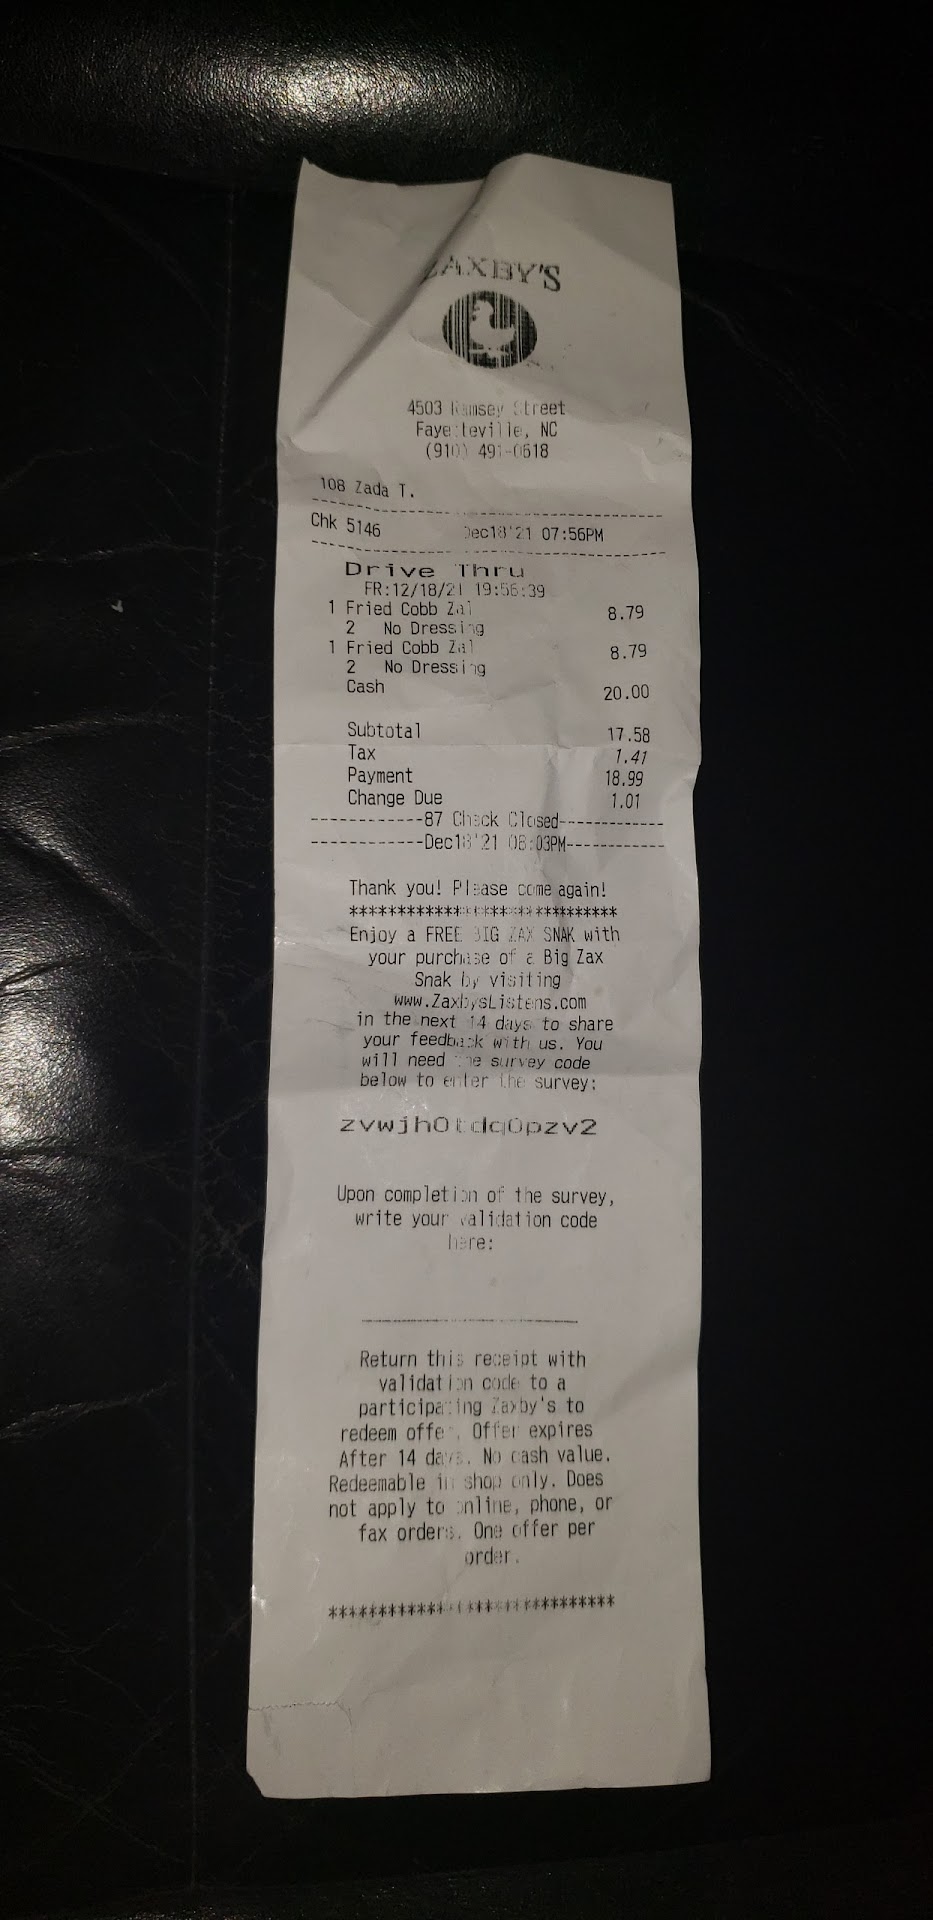 ZAXBY'S
4503 Ramsey Street
Fayetteville, NC
(910) 491-0618
108 Zada T.
Chk 5146 Dec18'21 07:56PM
Drive Thru
FR:12/18/21 19:56:39
1 Fried Cobb Zal 8.79
2 No Dressing
1 Fried Cobb Zal 8.79
2 No Dressing
Cash 20.00
Subtotal 17.58
Tax 1.41
Payment 18.99
Change Due 1.01
------------87 Check Closed------------
------------Dec18'21 08:03PM------------
Thank you! Please come again!
******************************
Enjoy a FREE BIG ZAX SNAK with
your purchase of a Big Zax
Snak by visiting
www.ZaxbysListens.com
in the next 14 days to share
your feedback with us. You
will need the survey code
below to enter the survey:
zvwjh0tdq0pzv2
Upon completion of the survey,
write your validation code
here:
Return this receipt with
validation code to a
participating Zaxby's to
redeem offer. Offer expires
After 14 days. No cash value.
Redeemable in shop only. Does
not apply to online, phone, or
fax orders. One offer per
order.
******************************